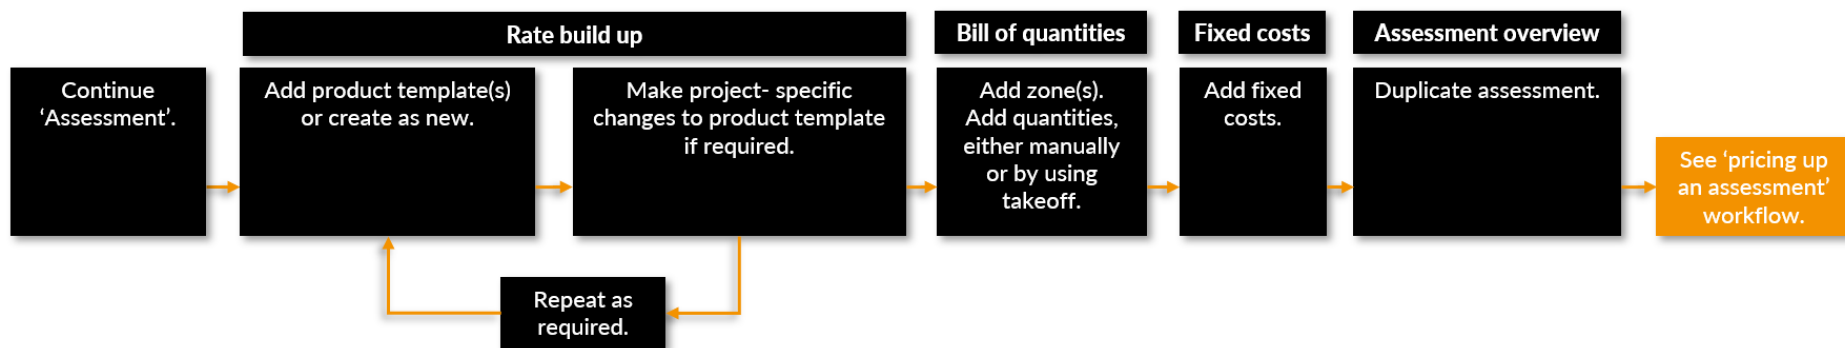 Rate build up
Bill of quantities
Fixed costs
Assessment overview
Continue
‘Assessment’.
Add product template(s)
or create as new.
Make project- specific
changes to product template
if required.
Add zone(s).
Add quantities,
either manually
or by using
takeoff.
Add fixed
costs.
Duplicate assessment.
See ‘pricing up
an assessment’
workflow.
Repeat as
required.